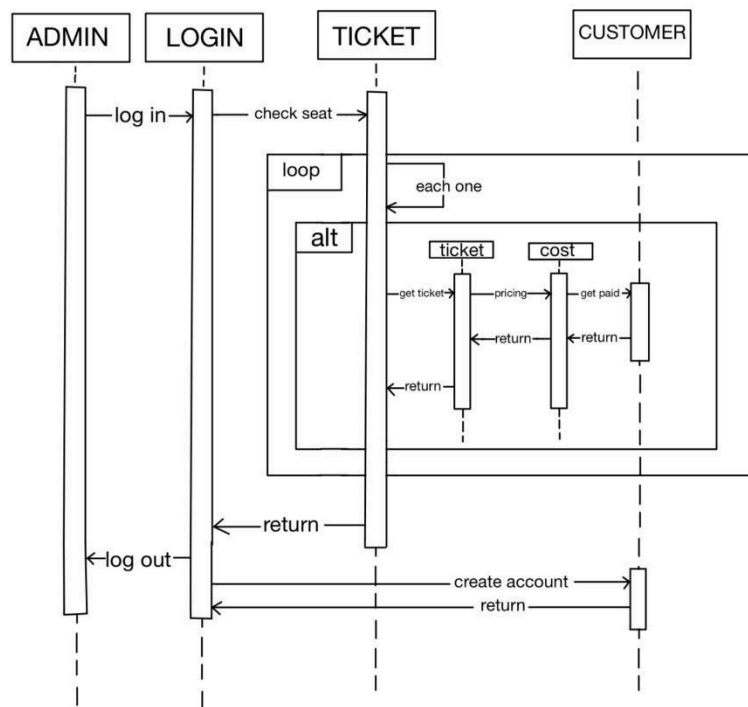 ADMIN
LOGIN
TICKET
CUSTOMER
log in
check seat
loop
each one
alt
ticket
cost
get ticket
pricing
get paid
return
return
return
return
log out
create account
return